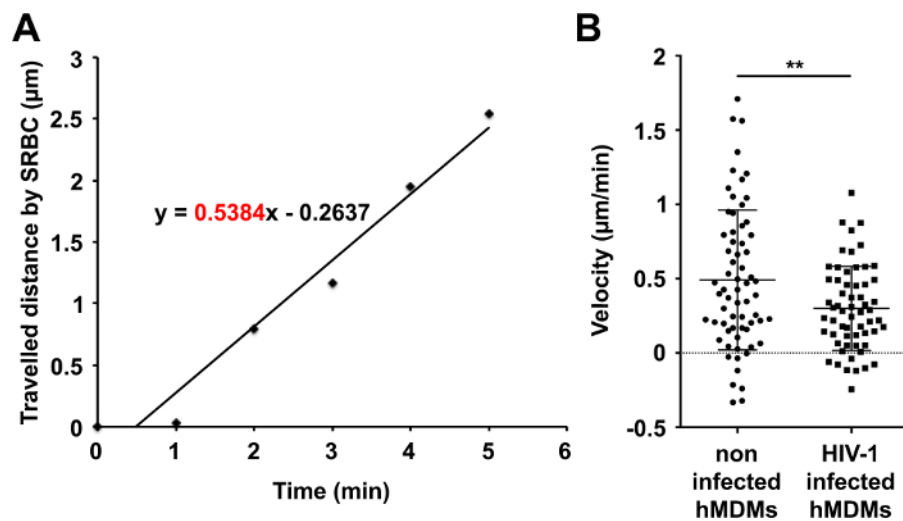 A
Travelled distance by SRBC (µm)
3
2.5
2
1.5
1
0.5
0
y = 0.5384x - 0.2637
0 1 2 3 4 5 6
Time (min)
B
Velocity (µm/min)
2
1.5
1
0.5
0
-0.5
**
non
infected
hMDMs
HIV-1
infected
hMDMs